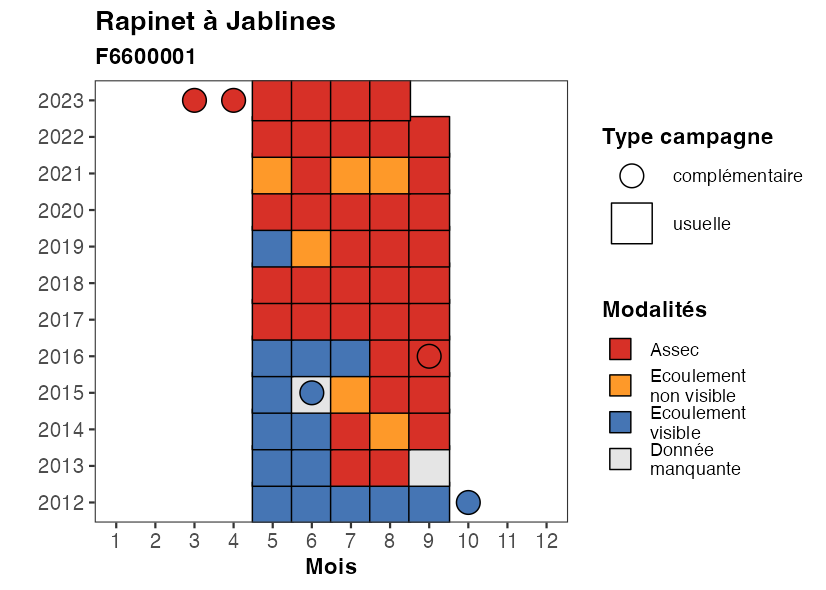 Rapinet à Jablines
F6600001
2023
2022
2021
2020
2019
2018
2017
2016
2015
2014
2013
2012
1 2 3 4 5 6 7 8 9 10 11 12
Mois
Type campagne
complémentaire
usuelle
Modalités
Assec
Ecoulement
non visible
Ecoulement
visible
Donnée
manquante